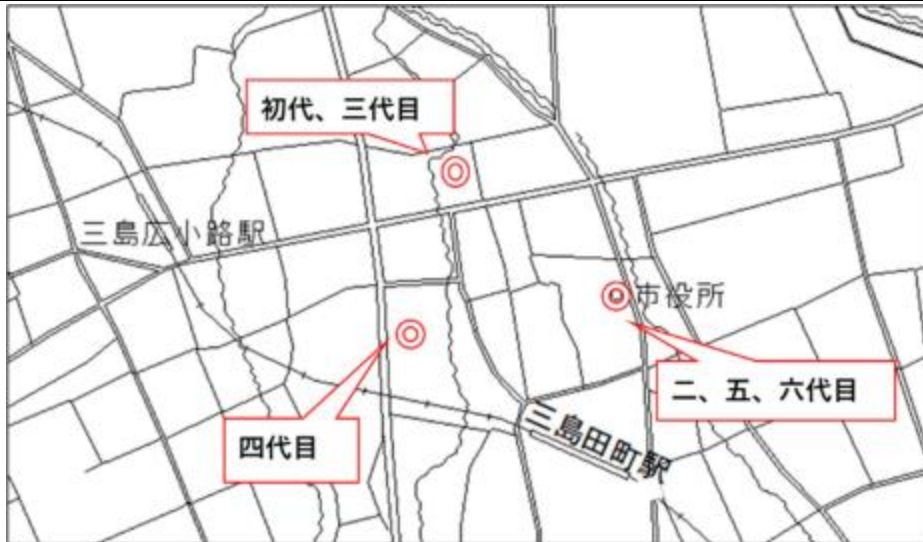 初代、三代目
三島広小路駅
市役所
二、五、六代目
四代目
三島田町駅